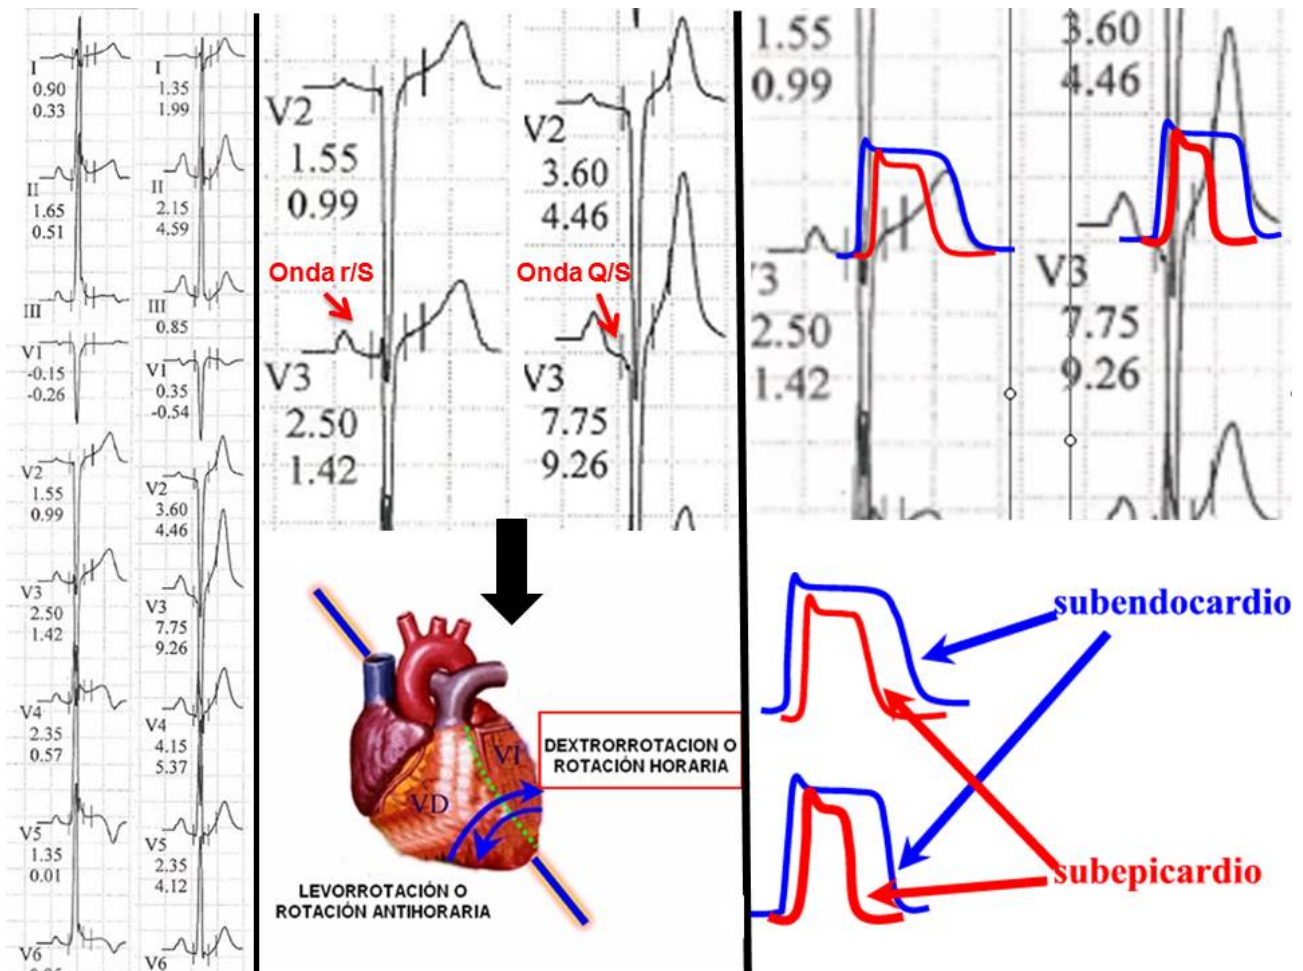 I
0.90
0.33
II
1.65
0.51
III
V1
-0.15
-0.26
V2
1.55
0.99
V3
2.50
1.42
V4
2.35
0.57
V5
1.35
0.01
V6
I
1.35
1.99
II
2.15
4.59
III
0.85
V1
0.35
-0.54
V2
3.60
4.46
V3
7.75
9.26
V4
4.15
5.37
V5
2.35
4.12
V6
V2
1.55
0.99
Onda r/S
V3
2.50
1.42
V2
3.60
4.46
Onda Q/S
V3
7.75
9.26
VI
VD
DEXTRORROTACION O
ROTACIÓN HORARIA
LEVORROTACIÓN O
ROTACIÓN ANTIHORARIA
1.55
0.99
V3
2.50
1.42
3.60
4.46
V3
7.75
9.26
subendocardio
subepicardio